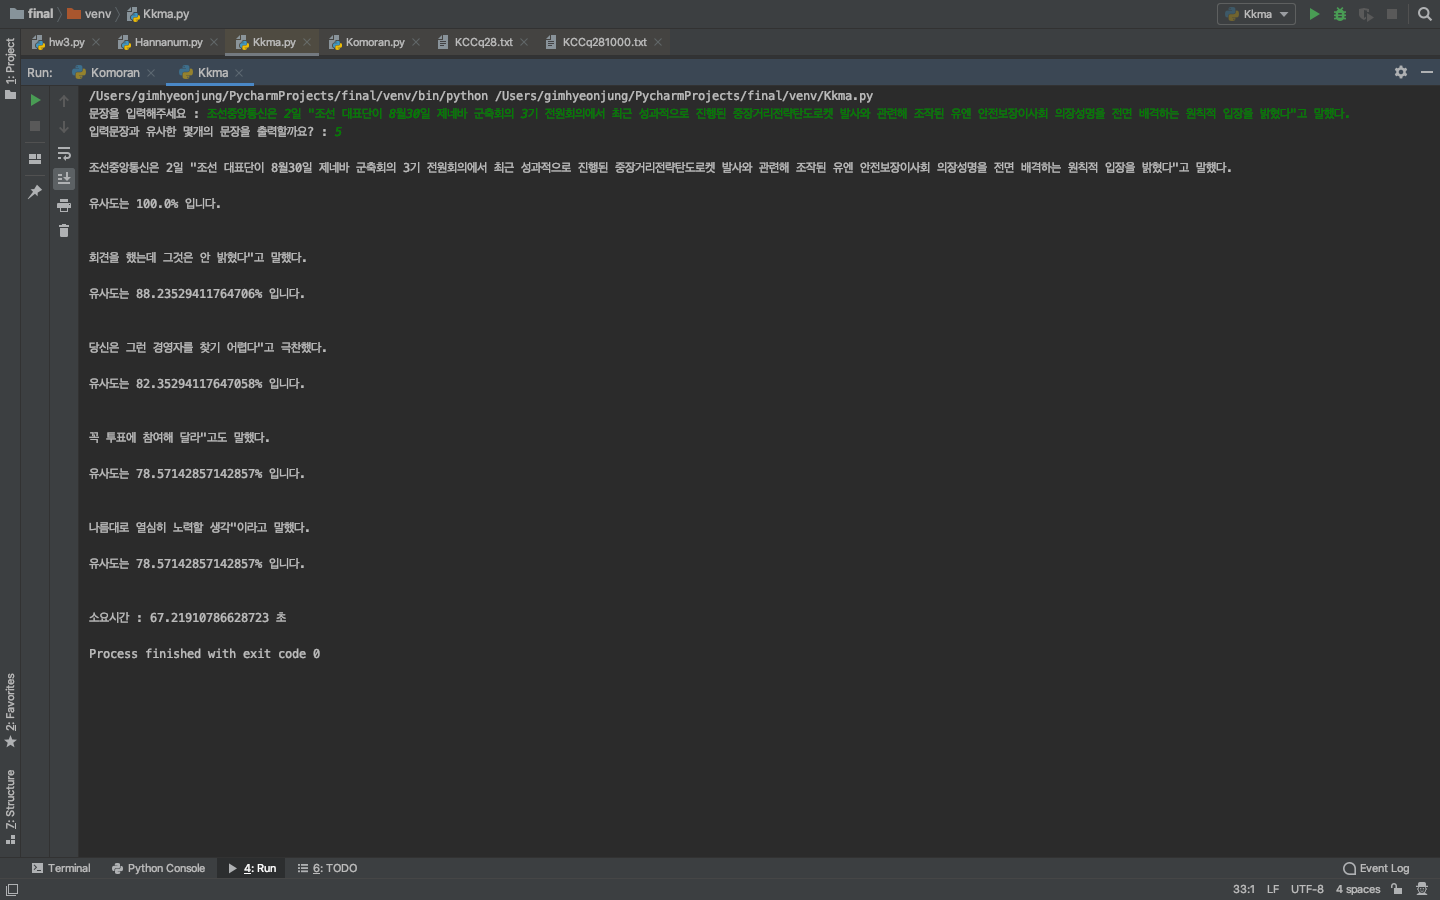 final venv Kkma.py
Kkma
hw3.py Hannanum.py Kkma.py Komoran.py KCCq28.txt KCCq281000.txt
1: Project
Run: Komoran Kkma
/Users/gimhyeonjung/PycharmProjects/final/venv/bin/python /Users/gimhyeonjung/PycharmProjects/final/venv/Kkma.py
문장을 입력해주세요 : 조선중앙통신은 2일 "조선 대표단이 8월30일 제네바 군축회의 3기 전원회의에서 최근 성과적으로 진행된 중장거리전략탄도로켓 발사와 관련해 조작된 유엔 안전보장이사회 의장성명을 전면 배격하는 원칙적 입장을 밝혔다"고 말했다.
입력문장과 유사한 몇개의 문장을 출력할까요? : 5
조선중앙통신은 2일 "조선 대표단이 8월30일 제네바 군축회의 3기 전원회의에서 최근 성과적으로 진행된 중장거리전략탄도로켓 발사와 관련해 조작된 유엔 안전보장이사회 의장성명을 전면 배격하는 원칙적 입장을 밝혔다"고 말했다.
유사도는 100.0% 입니다.
회견을 했는데 그것은 안 밝혔다"고 말했다.
유사도는 88.23529411764706% 입니다.
당신은 그런 경영자를 찾기 어렵다"고 극찬했다.
유사도는 82.35294117647058% 입니다.
꼭 투표에 참여해 달라"고도 말했다.
유사도는 78.57142857142857% 입니다.
나름대로 열심히 노력할 생각"이라고 말했다.
유사도는 78.57142857142857% 입니다.
소요시간 : 67.21910786628723 초
Process finished with exit code 0
2: Favorites
7: Structure
Terminal Python Console 4: Run 6: TODO Event Log
33:1 LF UTF-8 4 spaces